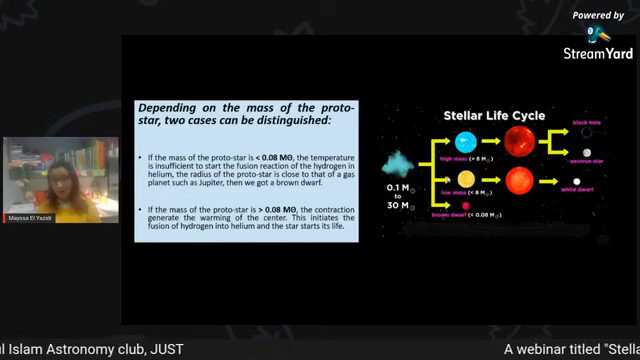 Powered by
StreamYard
Depending on the mass of the proto-
star, two cases can be distinguished:
• If the mass of the proto-star is < 0.08 MΘ, the temperature
is insufficient to start the fusion reaction of the hydrogen in
helium, the radius of the proto-star is close to that of a gas
planet such as Jupiter, then we got a brown dwarf.
• If the mass of the proto-star is > 0.08 MΘ, the contraction
generate the warming of the center. This initiates the
fusion of hydrogen into helium and the star starts its life.
Stellar Life Cycle
black hole
high mass (> 8 M☉)
neutron star
0.1 M☉
to
30 M☉
low mass (< 8 M☉)
white dwarf
brown dwarf (< 0.08 M☉)
Mayssa El Yazidi
ul Islam Astronomy club, JUST
A webinar titled "Stella